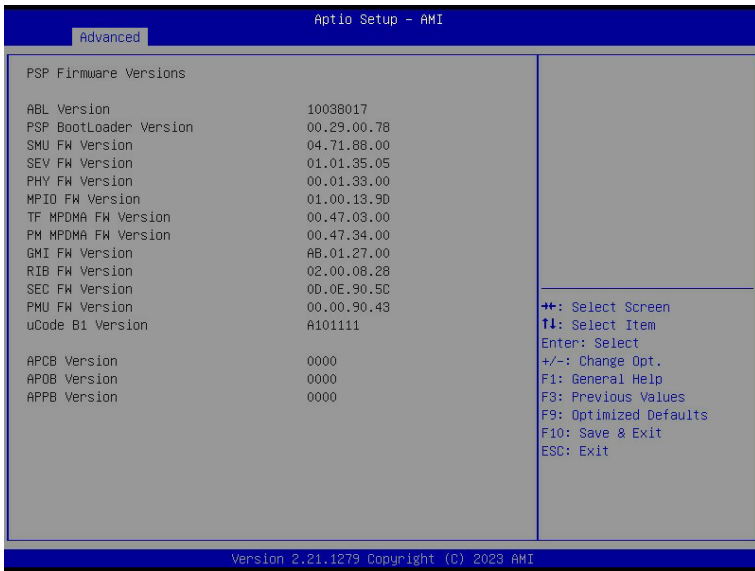 Aptio Setup – AMI
Advanced
PSP Firmware Versions
ABL Version 10038017
PSP BootLoader Version 00.29.00.78
SMU FW Version 04.71.88.00
SEV FW Version 01.01.35.05
PHY FW Version 00.01.33.00
MPIO FW Version 01.00.13.9D
TF MPDMA FW Version 00.47.03.00
PM MPDMA FW Version 00.47.34.00
GMI FW Version AB.01.27.00
RIB FW Version 02.00.08.28
SEC FW Version 0D.0E.90.5C
PMU FW Version 00.00.90.43
uCode B1 Version A101111
APCB Version 0000
APOB Version 0000
APPB Version 0000
→←: Select Screen
↑↓: Select Item
Enter: Select
+/-: Change Opt.
F1: General Help
F3: Previous Values
F9: Optimized Defaults
F10: Save & Exit
ESC: Exit
Version 2.21.1279 Copyright (C) 2023 AMI